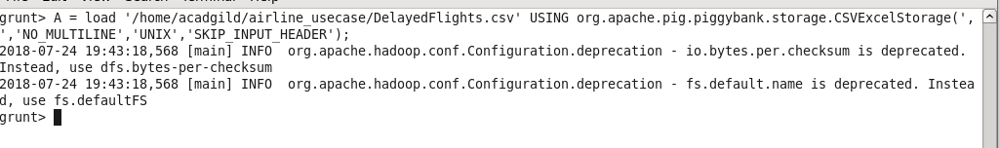 grunt> A = load '/home/acadgild/airline_usecase/DelayedFlights.csv' USING org.apache.pig.piggybank.storage.CSVExcelStorage(',
','NO_MULTILINE','UNIX','SKIP_INPUT_HEADER');
2018-07-24 19:43:18,568 [main] INFO  org.apache.hadoop.conf.Configuration.deprecation - io.bytes.per.checksum is deprecated.
Instead, use dfs.bytes-per-checksum
2018-07-24 19:43:18,568 [main] INFO  org.apache.hadoop.conf.Configuration.deprecation - fs.default.name is deprecated. Instea
d, use fs.defaultFS
grunt>